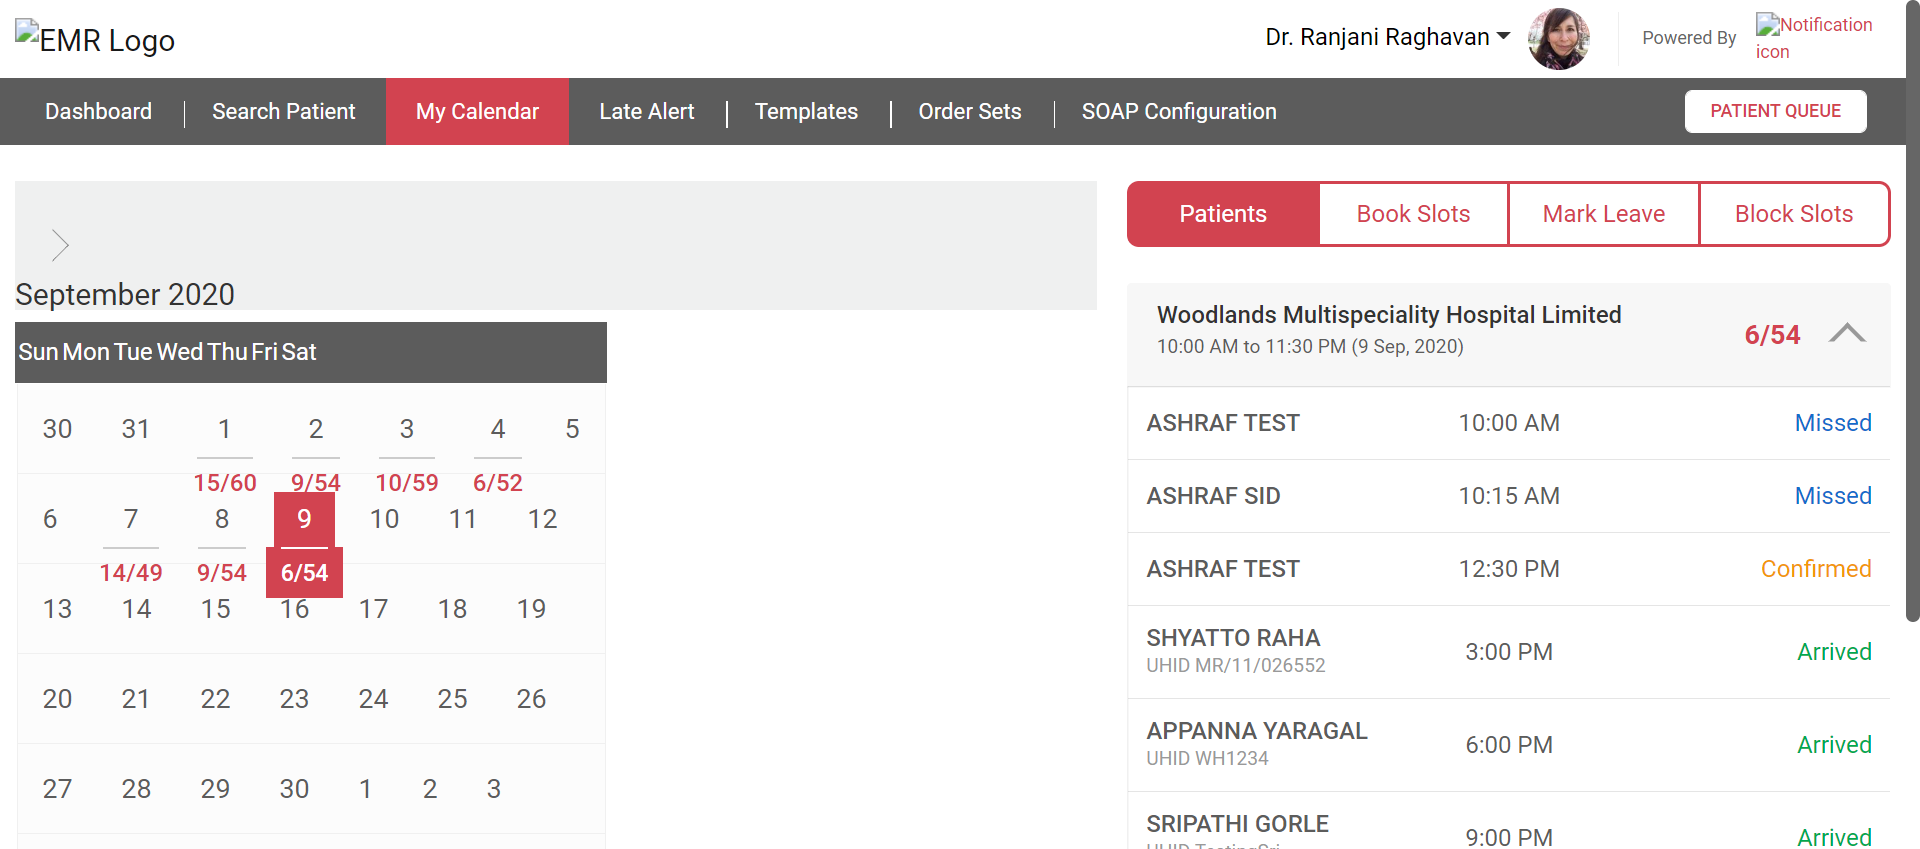 EMR Logo
Dr. Ranjani Raghavan
Powered By
Notification icon
Dashboard
Search Patient
My Calendar
Late Alert
Templates
Order Sets
SOAP Configuration
PATIENT QUEUE
September 2020
Sun Mon Tue Wed Thu Fri Sat
30 31 1 2 3 4 5
15/60 9/54 10/59 6/52
6 7 8 9 10 11 12
14/49 9/54 6/54
13 14 15 16 17 18 19
20 21 22 23 24 25 26
27 28 29 30 1 2 3
Patients
Book Slots
Mark Leave
Block Slots
Woodlands Multispeciality Hospital Limited
10:00 AM to 11:30 PM (9 Sep, 2020)
6/54
ASHRAF TEST 10:00 AM Missed
ASHRAF SID 10:15 AM Missed
ASHRAF TEST 12:30 PM Confirmed
SHYATTO RAHA 3:00 PM Arrived
UHID MR/11/026552
APPANNA YARAGAL 6:00 PM Arrived
UHID WH1234
SRIPATHI GORLE 9:00 PM Arrived